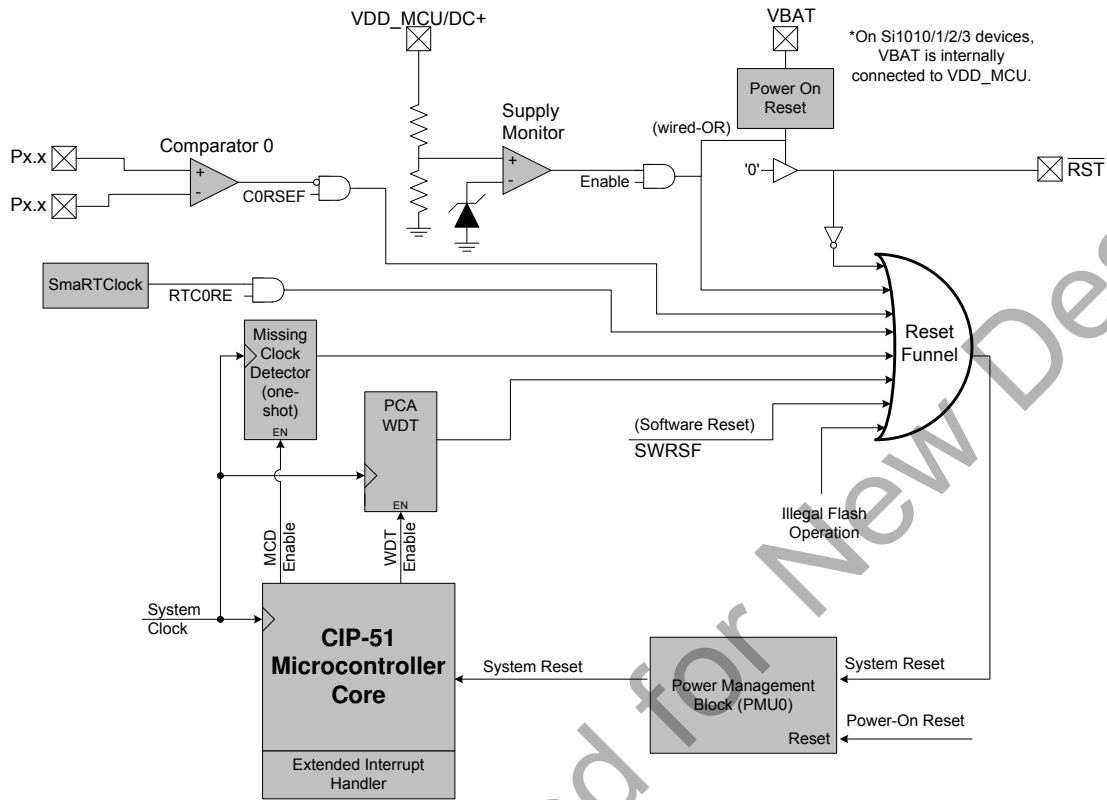 VDD_MCU/DC+
VBAT
*On Si1010/1/2/3 devices,
VBAT is internally
connected to VDD_MCU.
Power On
Reset
Supply
Monitor
(wired-OR)
Comparator 0
Px.x
+
-
Px.x
C0RSEF
+
-
Enable
'0'
RST
SmaRTClock
RTC0RE
Missing
Clock
Detector
(one-
shot)
EN
Reset
Funnel
PCA
WDT
EN
(Software Reset)
SWRSF
Illegal Flash
Operation
MCD
Enable
WDT
Enable
System
Clock
CIP-51
Microcontroller
Core
Extended Interrupt
Handler
System Reset
Power Management
Block (PMU0)
Reset
System Reset
Power-On Reset
d for New Des